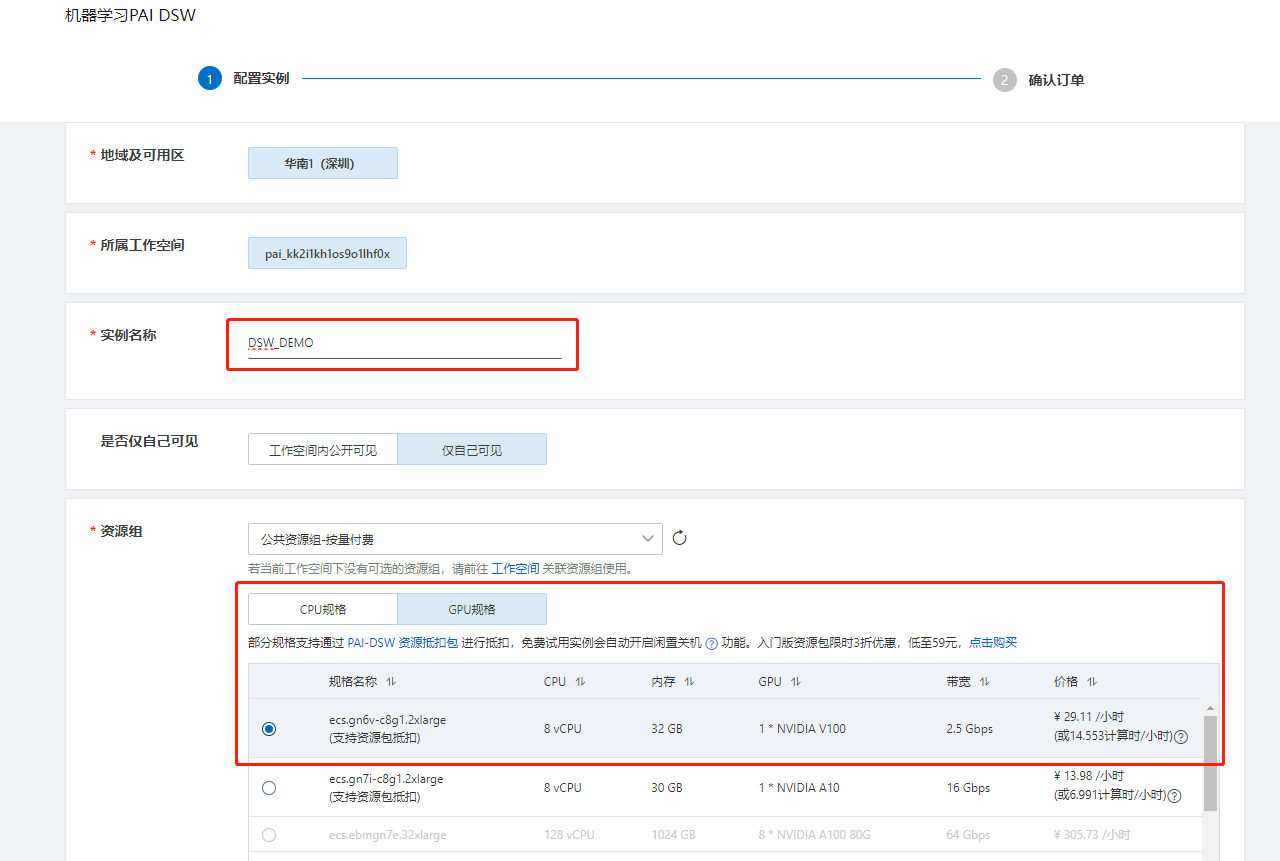 机器学习PAI DSW
1 配置实例 2 确认订单
* 地域及可用区 华南1（深圳）
* 所属工作空间 pai_kk2i1kh1os9o1lhf0x
* 实例名称 DSW_DEMO
是否仅自己可见 工作空间内公开可见 仅自己可见
* 资源组 公共资源组-按量付费
若当前工作空间下没有可选的资源组，请前往 工作空间 关联资源组使用。
CPU规格 GPU规格
部分规格支持通过 PAI-DSW 资源抵扣包 进行抵扣，免费试用实例会自动开启闲置关机 ? 功能。入门版资源包限时3折优惠，低至59元，点击购买
规格名称 CPU 内存 GPU 带宽 价格
ecs.gn6v-c8g1.2xlarge 8 vCPU 32 GB 1 * NVIDIA V100 2.5 Gbps ¥ 29.11 /小时
(支持资源包抵扣) (或14.553计算时/小时) ?
ecs.gn7i-c8g1.2xlarge 8 vCPU 30 GB 1 * NVIDIA A10 16 Gbps ¥ 13.98 /小时
(支持资源包抵扣) (或6.991计算时/小时) ?
ecs.ebmgn7e.32xlarge 128 vCPU 1024 GB 8 * NVIDIA A100 80G 64 Gbps ¥ 305.73 /小时